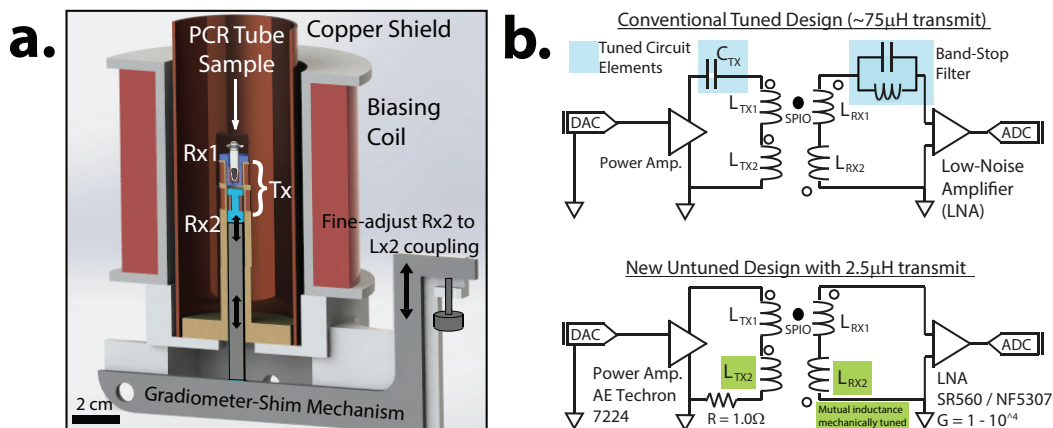 a.
PCR Tube
Sample
Copper Shield
Biasing
Coil
Rx1
Tx
Rx2
Fine-adjust Rx2 to
Lx2 coupling
Gradiometer-Shim Mechanism
2 cm
b.
Conventional Tuned Design (~75μH transmit)
Tuned Circuit
Elements
CTX
Band-Stop
Filter
LTX1
SPIO
LRX1
DAC
ADC
Power Amp.
LTX2
LRX2
Low-Noise
Amplifier
(LNA)
New Untuned Design with 2.5μH transmit
LTX1
SPIO
LRX1
DAC
ADC
Power Amp.
AE Techron
7224
LTX2
LRX2
R = 1.0Ω
Mutual inductance
mechanically tuned
LNA
SR560 / NF5307
G = 1 - 10^4